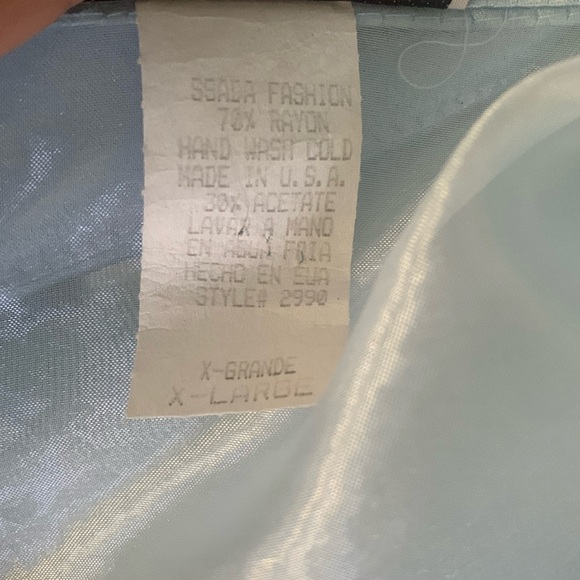 SGADA FASHION
70% RAYON
HAND WASH COLD
MADE IN U.S.A.
30% ACETATE
LAVAR A MANO
EN AGUA FRIA
HECHO EN EUA
STYLE# 2990
X-GRANDE
X-LARGE